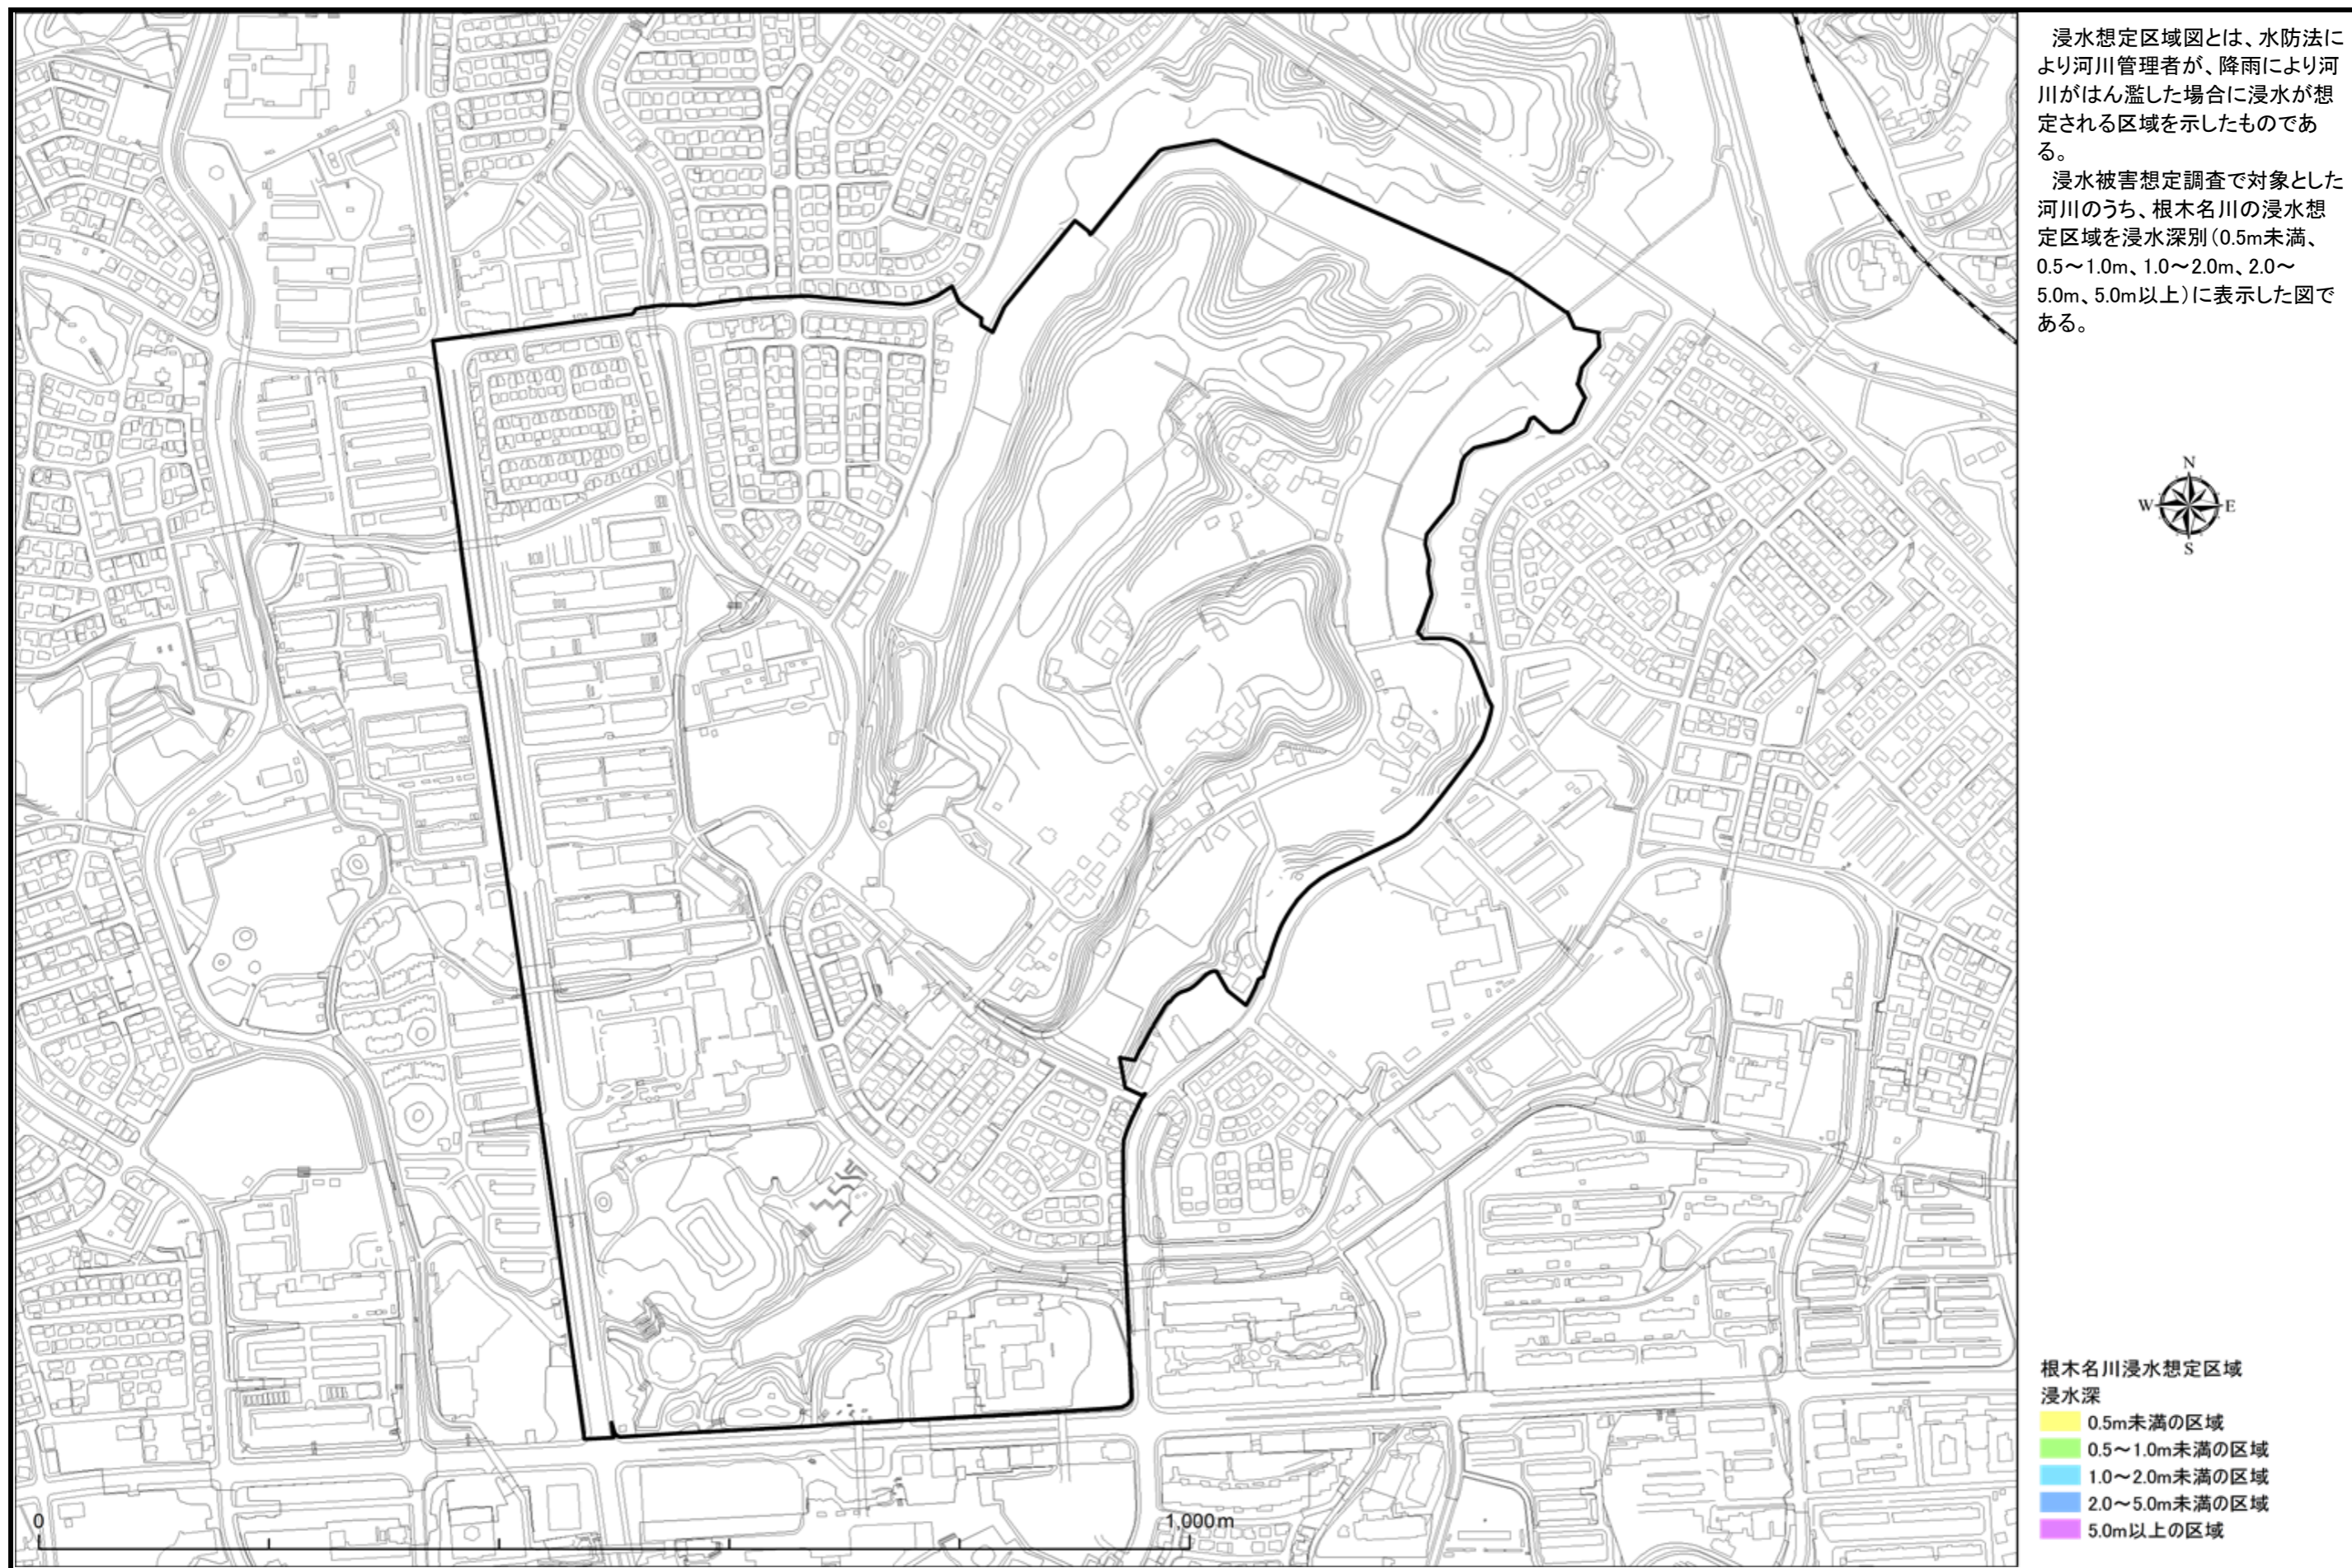 浸水想定区域図とは、水防法に
より河川管理者が、降雨により河
川がはん濫した場合に浸水が想
定される区域を示したものであ
る。
浸水被害想定調査で対象とした
河川のうち、根木名川の浸水想
定区域を浸水深別（0.5m未満、
0.5～1.0m、1.0～2.0m、2.0～
5.0m、5.0m以上）に表示した図で
ある。
N
W E
S
根木名川浸水想定区域
浸水深
0.5m未満の区域
0.5～1.0m未満の区域
1.0～2.0m未満の区域
2.0～5.0m未満の区域
5.0m以上の区域
0 1,000m